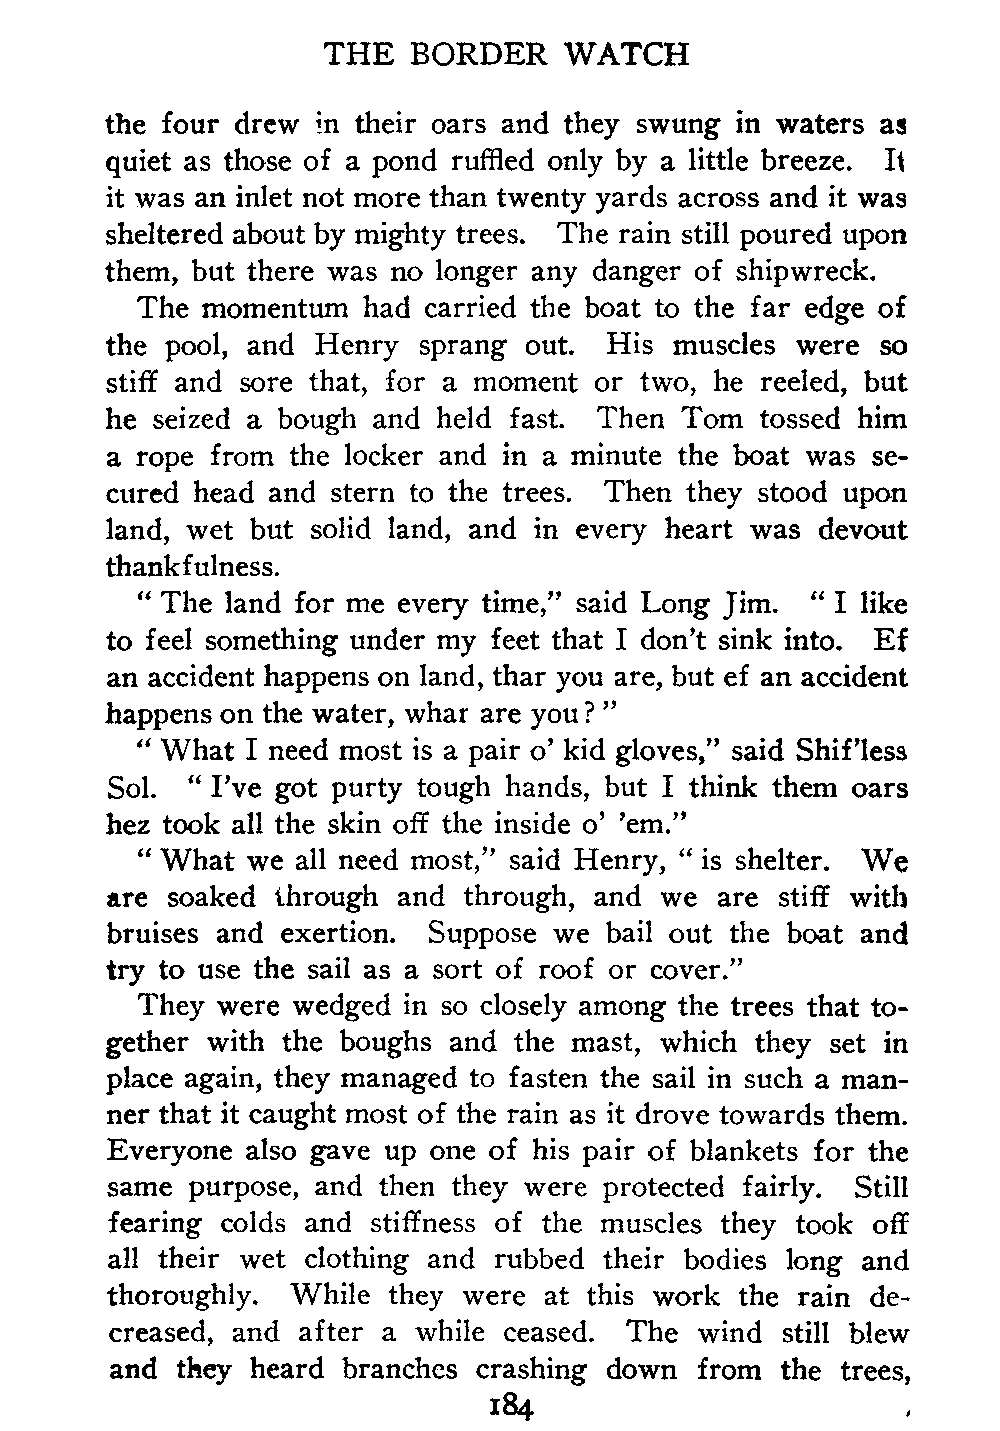 THE BORDER WATCH
the four drew in their oars and they swung in waters as
quiet as those of a pond ruffled only by a little breeze. It
it was an inlet not more than twenty yards across and it was
sheltered about by mighty trees. The rain still poured upon
them, but there was no longer any danger of shipwreck.
The momentum had carried the boat to the far edge of
the pool, and Henry sprang out. His muscles were so
stiff and sore that, for a moment or two, he reeled, but
he seized a bough and held fast. Then Tom tossed him
a rope from the locker and in a minute the boat was se-
cured head and stern to the trees. Then they stood upon
land, wet but solid land, and in every heart was devout
thankfulness.
“ The land for me every time,” said Long Jim. “ I like
to feel something under my feet that I don’t sink into. Ef
an accident happens on land, thar you are, but ef an accident
happens on the water, whar are you ? ”
“ What I need most is a pair o’ kid gloves,” said Shif’less
Sol. “ I’ve got purty tough hands, but I think them oars
hez took all the skin off the inside o’ ’em.”
“ What we all need most,” said Henry, “ is shelter. We
are soaked through and through, and we are stiff with
bruises and exertion. Suppose we bail out the boat and
try to use the sail as a sort of roof or cover.”
They were wedged in so closely among the trees that to-
gether with the boughs and the mast, which they set in
place again, they managed to fasten the sail in such a man-
ner that it caught most of the rain as it drove towards them.
Everyone also gave up one of his pair of blankets for the
same purpose, and then they were protected fairly. Still
fearing colds and stiffness of the muscles they took off
all their wet clothing and rubbed their bodies long and
thoroughly. While they were at this work the rain de-
creased, and after a while ceased. The wind still blew
and they heard branches crashing down from the trees,
184